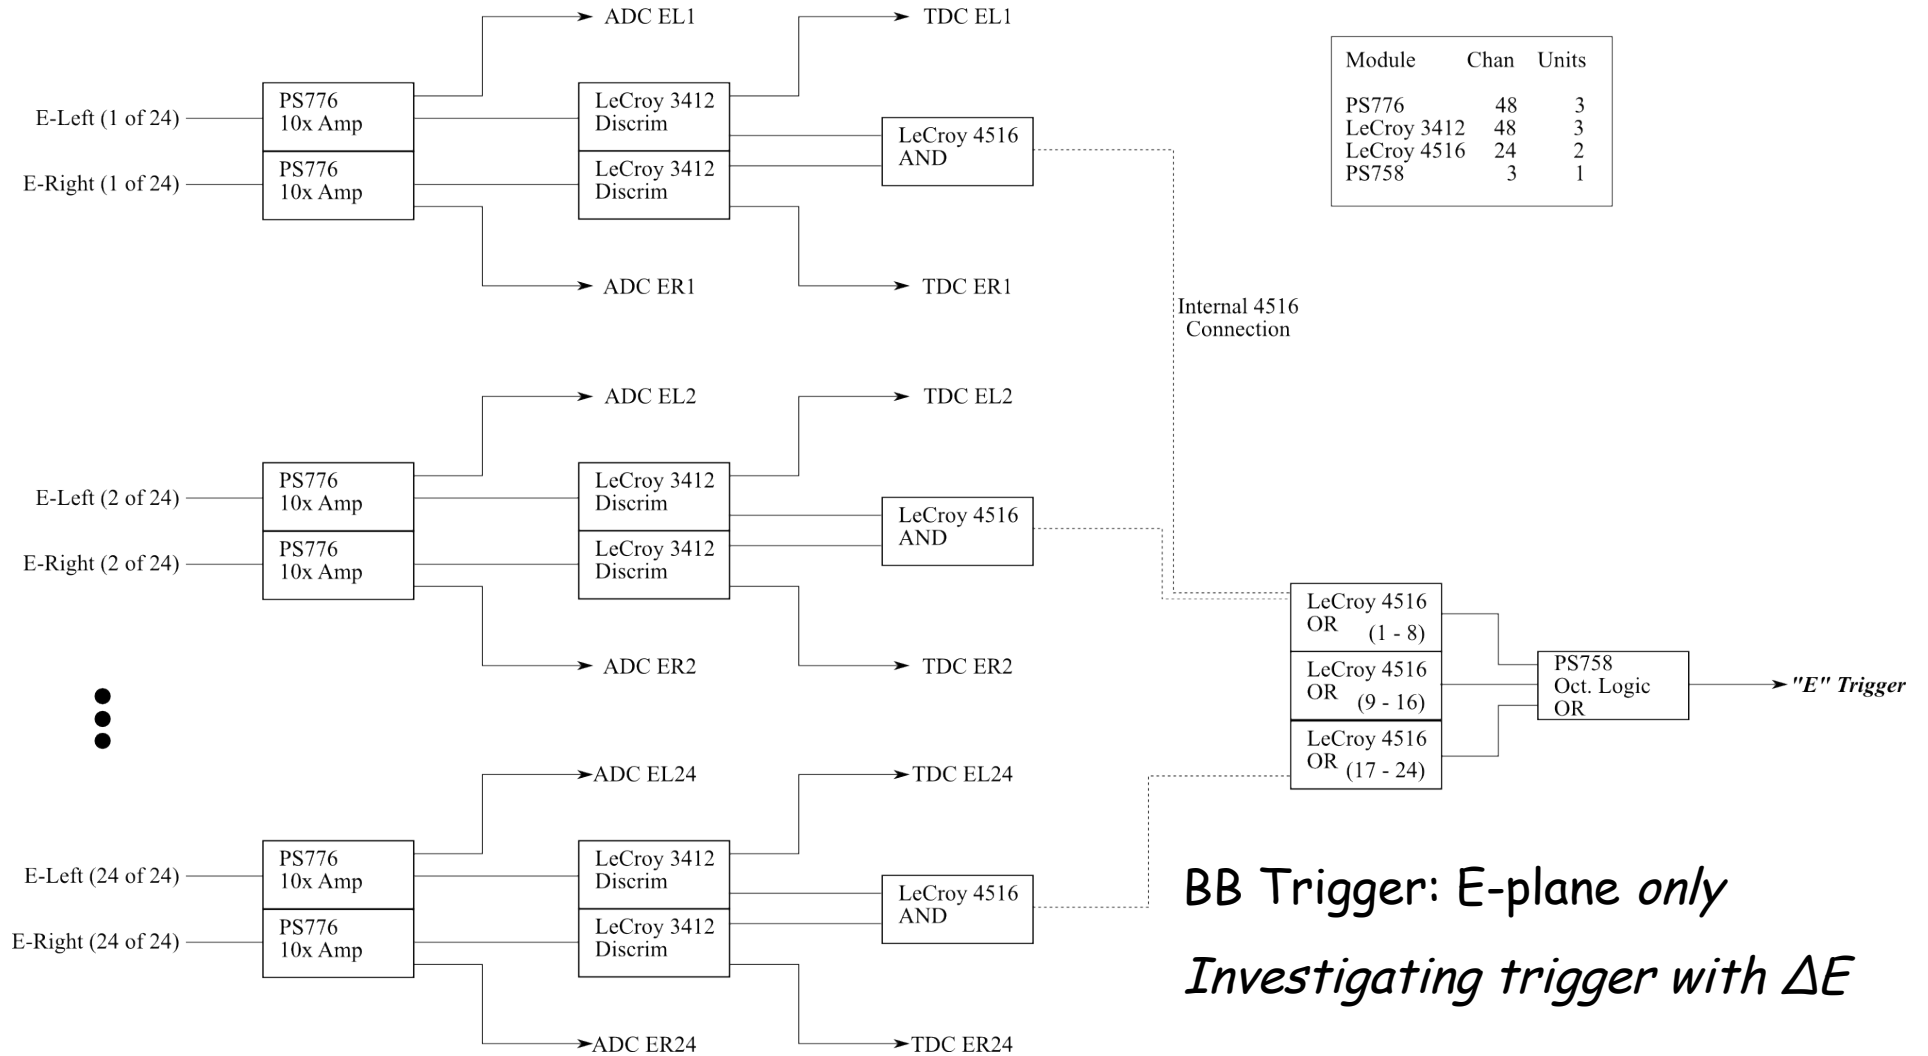 ADC EL1
TDC EL1
Module Chan Units
PS776 48 3
LeCroy 3412 48 3
LeCroy 4516 24 2
PS758 3 1
E-Left (1 of 24)
PS776
10x Amp
LeCroy 3412
Discrim
LeCroy 4516
AND
E-Right (1 of 24)
PS776
10x Amp
LeCroy 3412
Discrim
ADC ER1
TDC ER1
Internal 4516
Connection
ADC EL2
TDC EL2
E-Left (2 of 24)
PS776
10x Amp
LeCroy 3412
Discrim
LeCroy 4516
AND
E-Right (2 of 24)
PS776
10x Amp
LeCroy 3412
Discrim
ADC ER2
TDC ER2
LeCroy 4516
OR (1 - 8)
LeCroy 4516
OR (9 - 16)
LeCroy 4516
OR (17 - 24)
PS758
Oct. Logic
OR
"E" Trigger
ADC EL24
TDC EL24
E-Left (24 of 24)
PS776
10x Amp
LeCroy 3412
Discrim
LeCroy 4516
AND
E-Right (24 of 24)
PS776
10x Amp
LeCroy 3412
Discrim
ADC ER24
TDC ER24
BB Trigger: E-plane only
Investigating trigger with ΔE